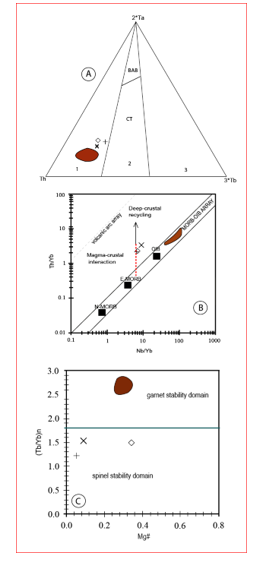 2*Ta
A
BAB
CT
1
2
3
Th
3*Tb
100
10
1
0.1
0.01
Th/Yb
Deep-crustal
recycling
volcanic arc array
MORB-OIB ARRAY
OIB
Magma-crustal
interaction
E-MORB
N-MORB
B
0.1
1
10
100
1000
Nb/Yb
3.0
2.5
2.0
1.5
1.0
0.5
0.0
(Tb/Yb)n
garnet stability domain
spinel stability domain
C
0.0
0.2
0.4
0.6
0.8
Mg#